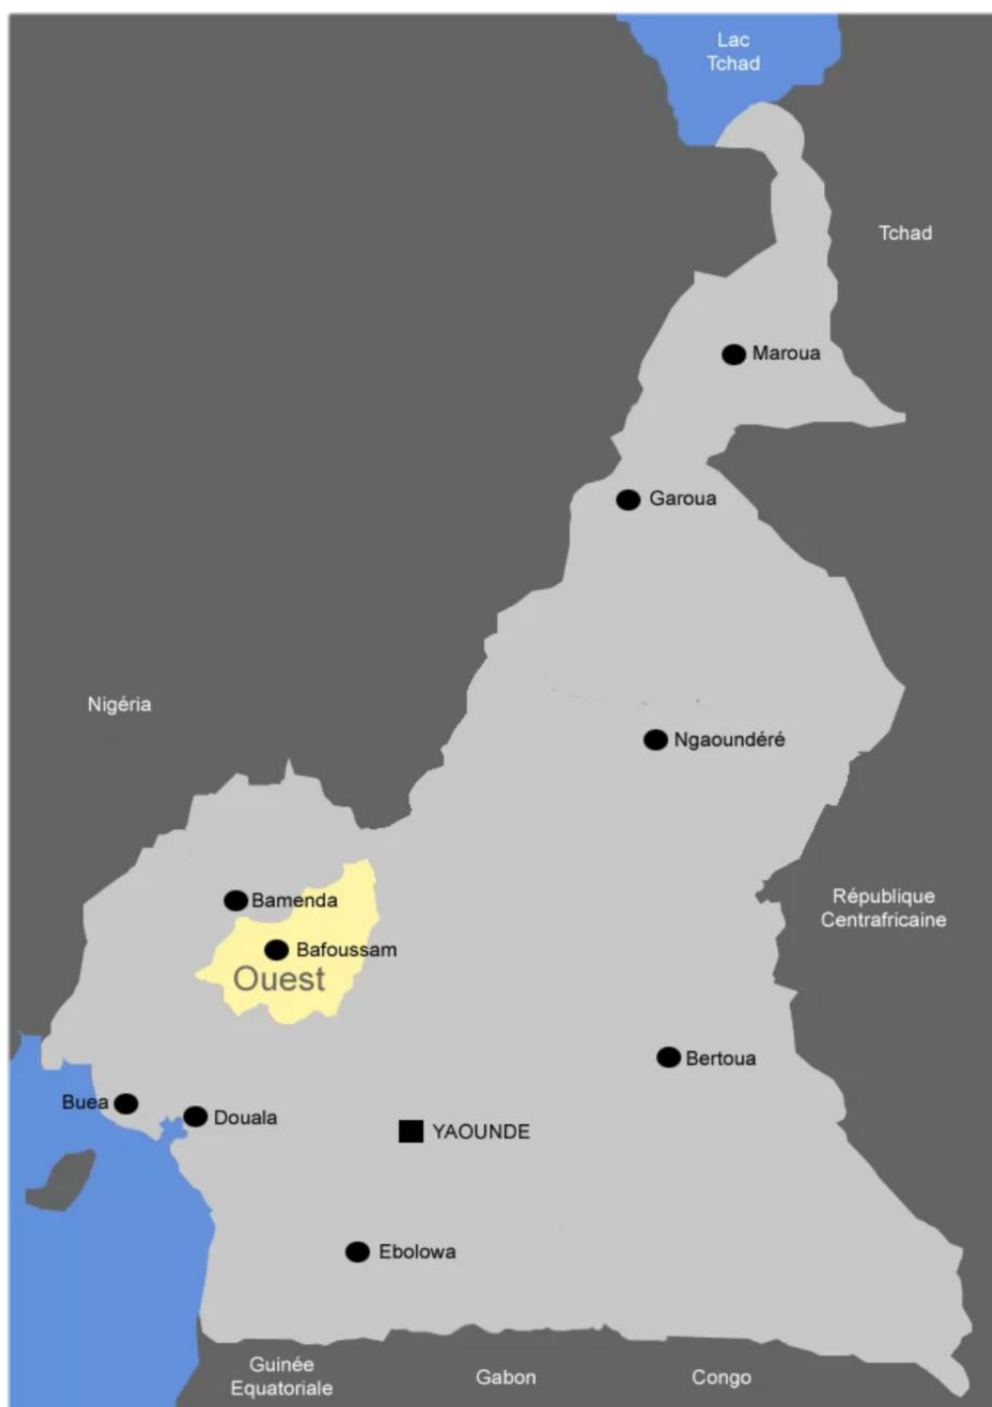 Lac
Tchad
Tchad
Maroua
Garoua
Nigéria
Ngaoundéré
République
Centrafricaine
Bamenda
Bafoussam
Ouest
Bertoua
Buea
Douala
YAOUNDE
Ebolowa
Guinée
Equatoriale
Gabon
Congo